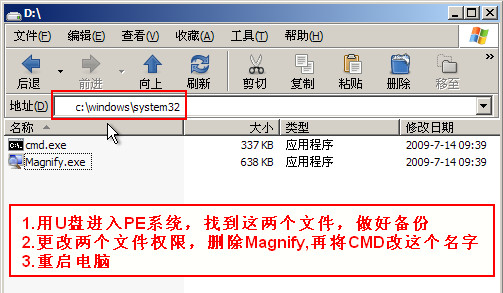 D:\
文件(F) 编辑(E) 查看(V) 收藏(A) 工具(T) 帮助(H)
后退 前进 向上 刷新 剪切 复制 粘贴 删除 移至
地址(D) c:\windows\system32
名称 大小 类型 修改日期
cmd.exe 337 KB 应用程序 2009-7-14 09:39
Magnify.exe 638 KB 应用程序 2009-7-14 09:39
1.用U盘进入PE系统，找到这两个文件，做好备份
2.更改两个文件权限，删除Magnify,再将CMD改这个名字
3.重启电脑